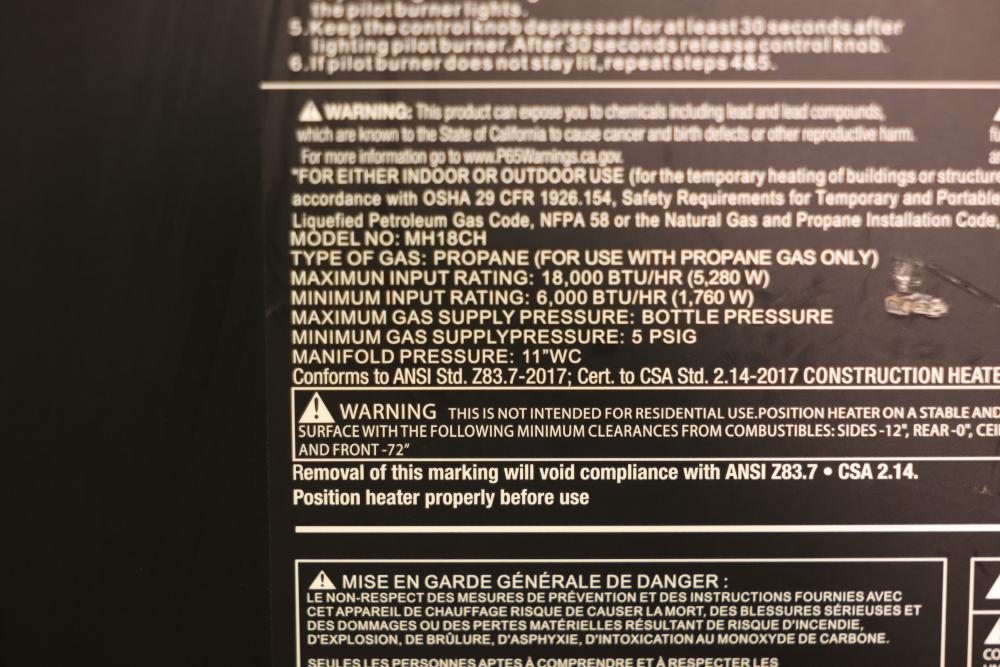 the pilot burner lights.
5.Keep the control knob depressed for at least 30 seconds after
lighting pilot burner. After 30 seconds release control knob.
6.If pilot burner does not stay lit, repeat steps 4&5.
WARNING: This product can expose you to chemicals including lead and lead compounds,
which are known to the State of California to cause cancer and birth defects or other reproductive harm.
For more information go to www.P65Warnings.ca.gov.
"FOR EITHER INDOOR OR OUTDOOR USE (for the temporary heating of buildings or structure
accordance with OSHA 29 CFR 1926.154, Safety Requirements for Temporary and Portable
Liquefied Petroleum Gas Code, NFPA 58 or the Natural Gas and Propane Installation Code,
MODEL NO: MH18CH
TYPE OF GAS: PROPANE (FOR USE WITH PROPANE GAS ONLY)
MAXIMUN INPUT RATING: 18,000 BTU/HR (5,280 W)
MINIMUM INPUT RATING: 6,000 BTU/HR (1,760 W)
MAXIMUM GAS SUPPLY PRESSURE: BOTTLE PRESSURE
MINIMUM GAS SUPPLYPRESSURE: 5 PSIG
MANIFOLD PRESSURE: 11"WC
Conforms to ANSI Std. Z83.7-2017; Cert. to CSA Std. 2.14-2017 CONSTRUCTION HEATE
WARNING THIS IS NOT INTENDED FOR RESIDENTIAL USE.POSITION HEATER ON A STABLE AND
SURFACE WITH THE FOLLOWING MINIMUM CLEARANCES FROM COMBUSTIBLES: SIDES -12", REAR -0", CEI
AND FRONT -72"
Removal of this marking will void compliance with ANSI Z83.7 • CSA 2.14.
Position heater properly before use
MISE EN GARDE GÉNÉRALE DE DANGER :
LE NON-RESPECT DES MESURES DE PRÉVENTION ET DES INSTRUCTIONS FOURNIES AVEC
CET APPAREIL DE CHAUFFAGE RISQUE DE CAUSER LA MORT, DES BLESSURES SÉRIEUSES ET
DES DOMMAGES OU DES PERTES MATÉRIELLES RÉSULTANT DE RISQUE D'INCENDIE,
D'EXPLOSION, DE BRÛLURE, D'ASPHYXIE, D'INTOXICATION AU MONOXYDE DE CARBONE.
SEULES LES PERSONNES APTES À COMPRENDRE ET À RESPECTER LES